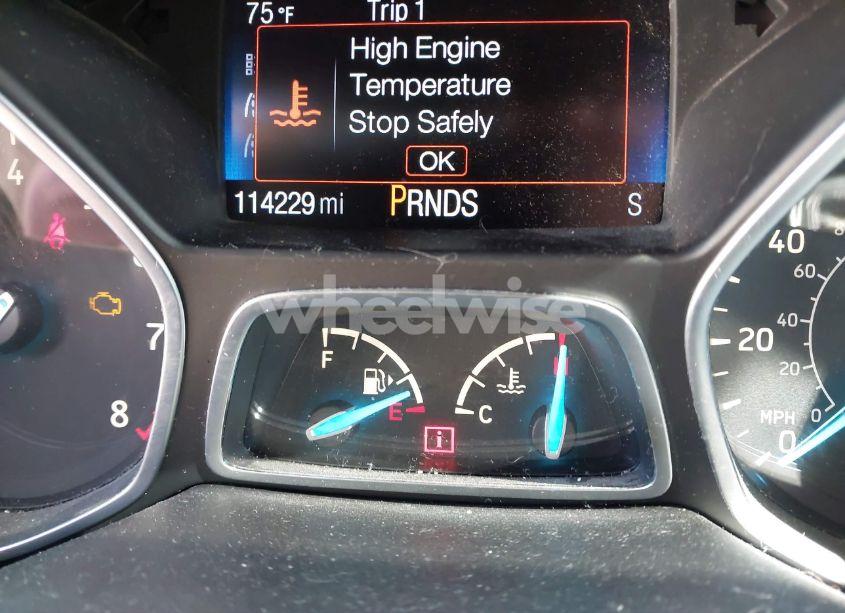 75 °F Trip 1
High Engine
Temperature
Stop Safely
OK
114229 mi PRNDS S
4
7
8
F
E
C
i
40
20
0
MPH
60
40
20
0
wheelwise